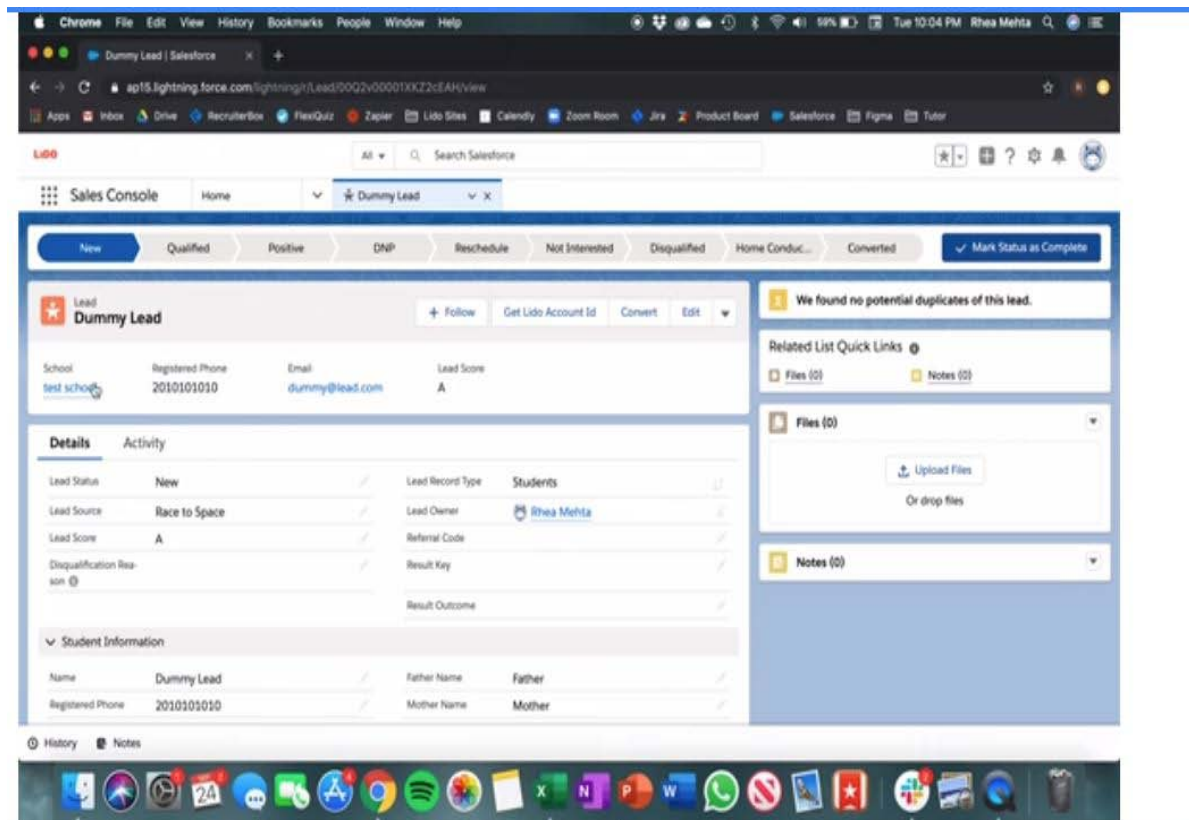 Chrome File Edit View History Bookmarks People Window Help 59% Tue 10:04 PM Rhea Mehta
Dummy Lead | Salesforce
ap15.lightning.force.com/lightning/r/Lead/00Q2v00001XKZ2cEAH/view
Apps Inbox Drive RecruiterBox FlexiQuiz Zapier Lido Sites Calendly Zoom Room Jira Product Board Salesforce Figma Tutor
LIDO All Search Salesforce
Sales Console Home Dummy Lead
New Qualified Positive DNP Reschedule Not Interested Disqualified Home Conduc... Converted Mark Status as Complete
Lead
Dummy Lead
+ Follow Get Lido Account Id Convert Edit
School Registered Phone Email Lead Score
test school 2010101010 dummy@lead.com A
We found no potential duplicates of this lead.
Related List Quick Links
Files (0) Notes (0)
Files (0)
Upload Files
Or drop files
Notes (0)
Details Activity
Lead Status New Lead Record Type Students
Lead Source Race to Space Lead Owner Rhea Mehta
Lead Score A Referral Code
Disqualification Rea- Result Key
son
Result Outcome
Student Information
Name Dummy Lead Father Name Father
Registered Phone 2010101010 Mother Name Mother
History Notes
24